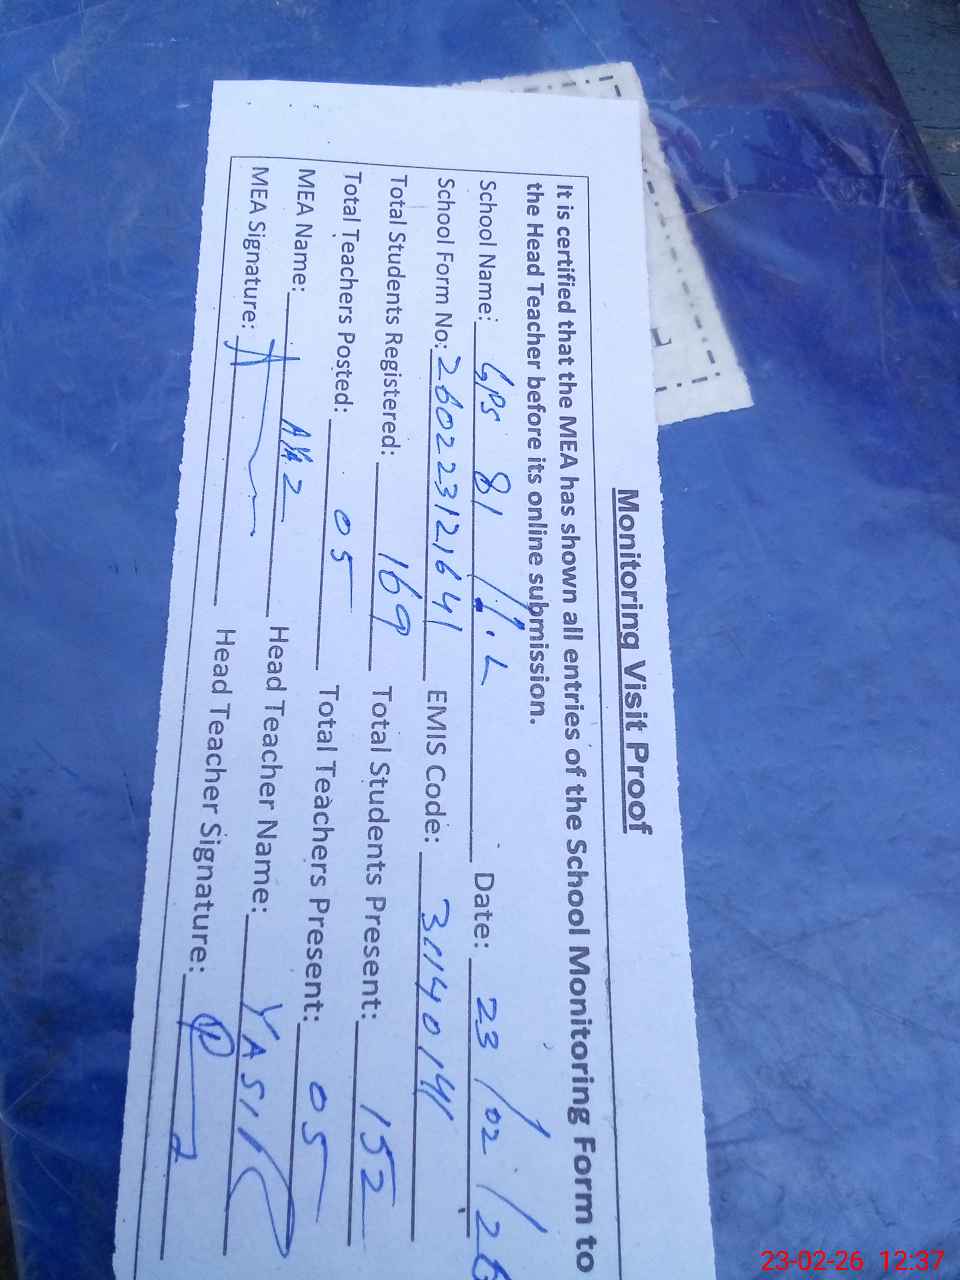 Monitoring Visit Proof
It is certified that the MEA has shown all entries of the School Monitoring Form to
the Head Teacher before its online submission.
School Name: GPS 81 Date: 23/02/26
School Form No: 26022312,641 EMIS Code: 31140141
Total Students Registered: 169 Total Students Present: 152
Total Teachers Posted: 05 Total Teachers Present: 05
MEA Name: Head Teacher Name: YASIR
MEA Signature: Head Teacher Signature:
23-02-26 12:37